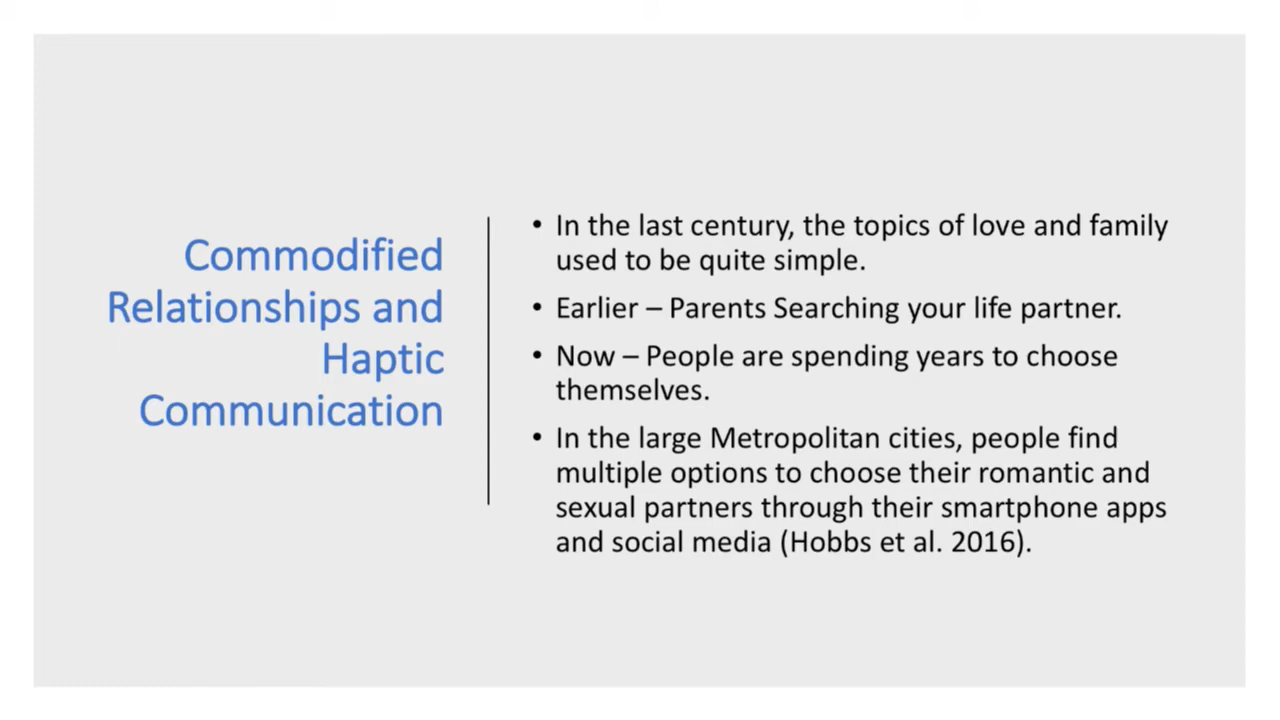 Commodified
Relationships and
Haptic
Communication
• In the last century, the topics of love and family
used to be quite simple.
• Earlier – Parents Searching your life partner.
• Now – People are spending years to choose
themselves.
• In the large Metropolitan cities, people find
multiple options to choose their romantic and
sexual partners through their smartphone apps
and social media (Hobbs et al. 2016).